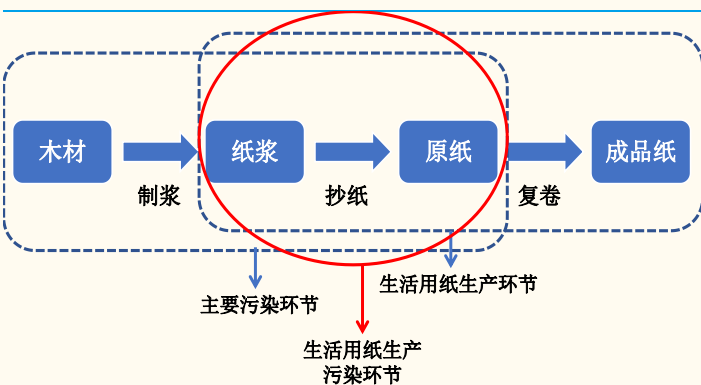 木材
纸浆
原纸
成品纸
制浆
抄纸
复卷
主要污染环节
生活用纸生产环节
生活用纸生产
污染环节